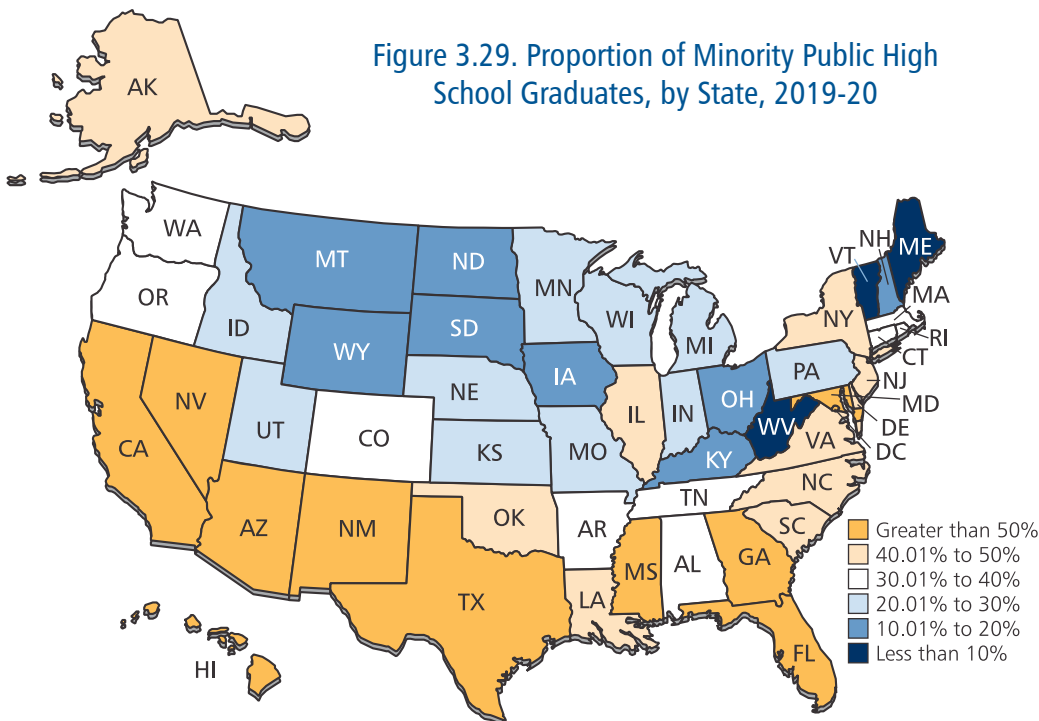 Figure 3.29. Proportion of Minority Public High
School Graduates, by State, 2019-20
AK
WA
OR
ID
MT
ND
MN
WI
MI
NY
VT
NH
ME
MA
RI
CT
NJ
MD
DE
DC
PA
SD
WY
NE
IA
IL
IN
OH
WV
VA
NV
CA
UT
CO
KS
MO
KY
TN
NC
SC
AZ
NM
OK
AR
MS
AL
GA
TX
LA
FL
HI
Greater than 50%
40.01% to 50%
30.01% to 40%
20.01% to 30%
10.01% to 20%
Less than 10%